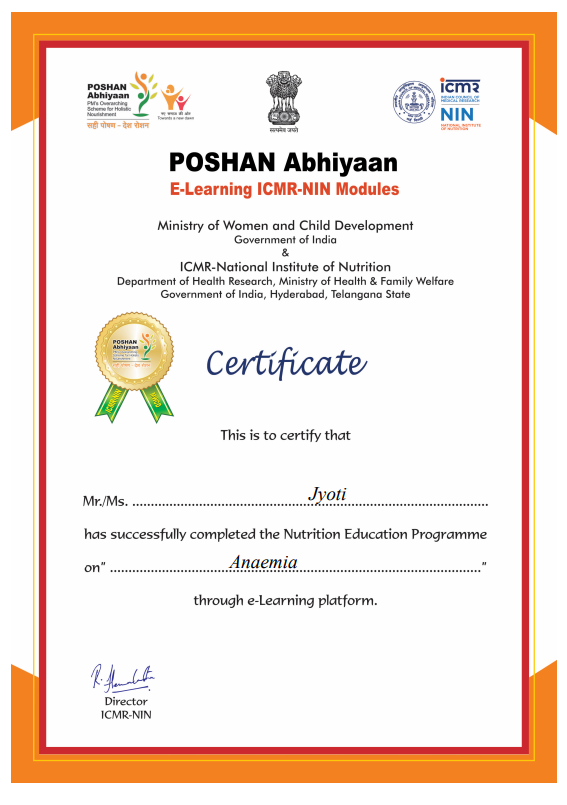 POSHAN
Abhiyaan
PM's Overarching
Scheme for Holistic
Nourishment
सही पोषण - देश रोशन
सत्यमेव जयते
icmr
INDIAN COUNCIL OF
MEDICAL RESEARCH
NIN
NATIONAL INSTITUTE
OF NUTRITION
POSHAN Abhiyaan
E-Learning ICMR-NIN Modules
Ministry of Women and Child Development
Government of India
&
ICMR-National Institute of Nutrition
Department of Health Research, Ministry of Health & Family Welfare
Government of India, Hyderabad, Telangana State
POSHAN
Abhiyaan
ICMR-NIN
Certificate
This is to certify that
Mr./Ms. Jyoti
has successfully completed the Nutrition Education Programme
on" Anaemia "
through e-Learning platform.
Director
ICMR-NIN